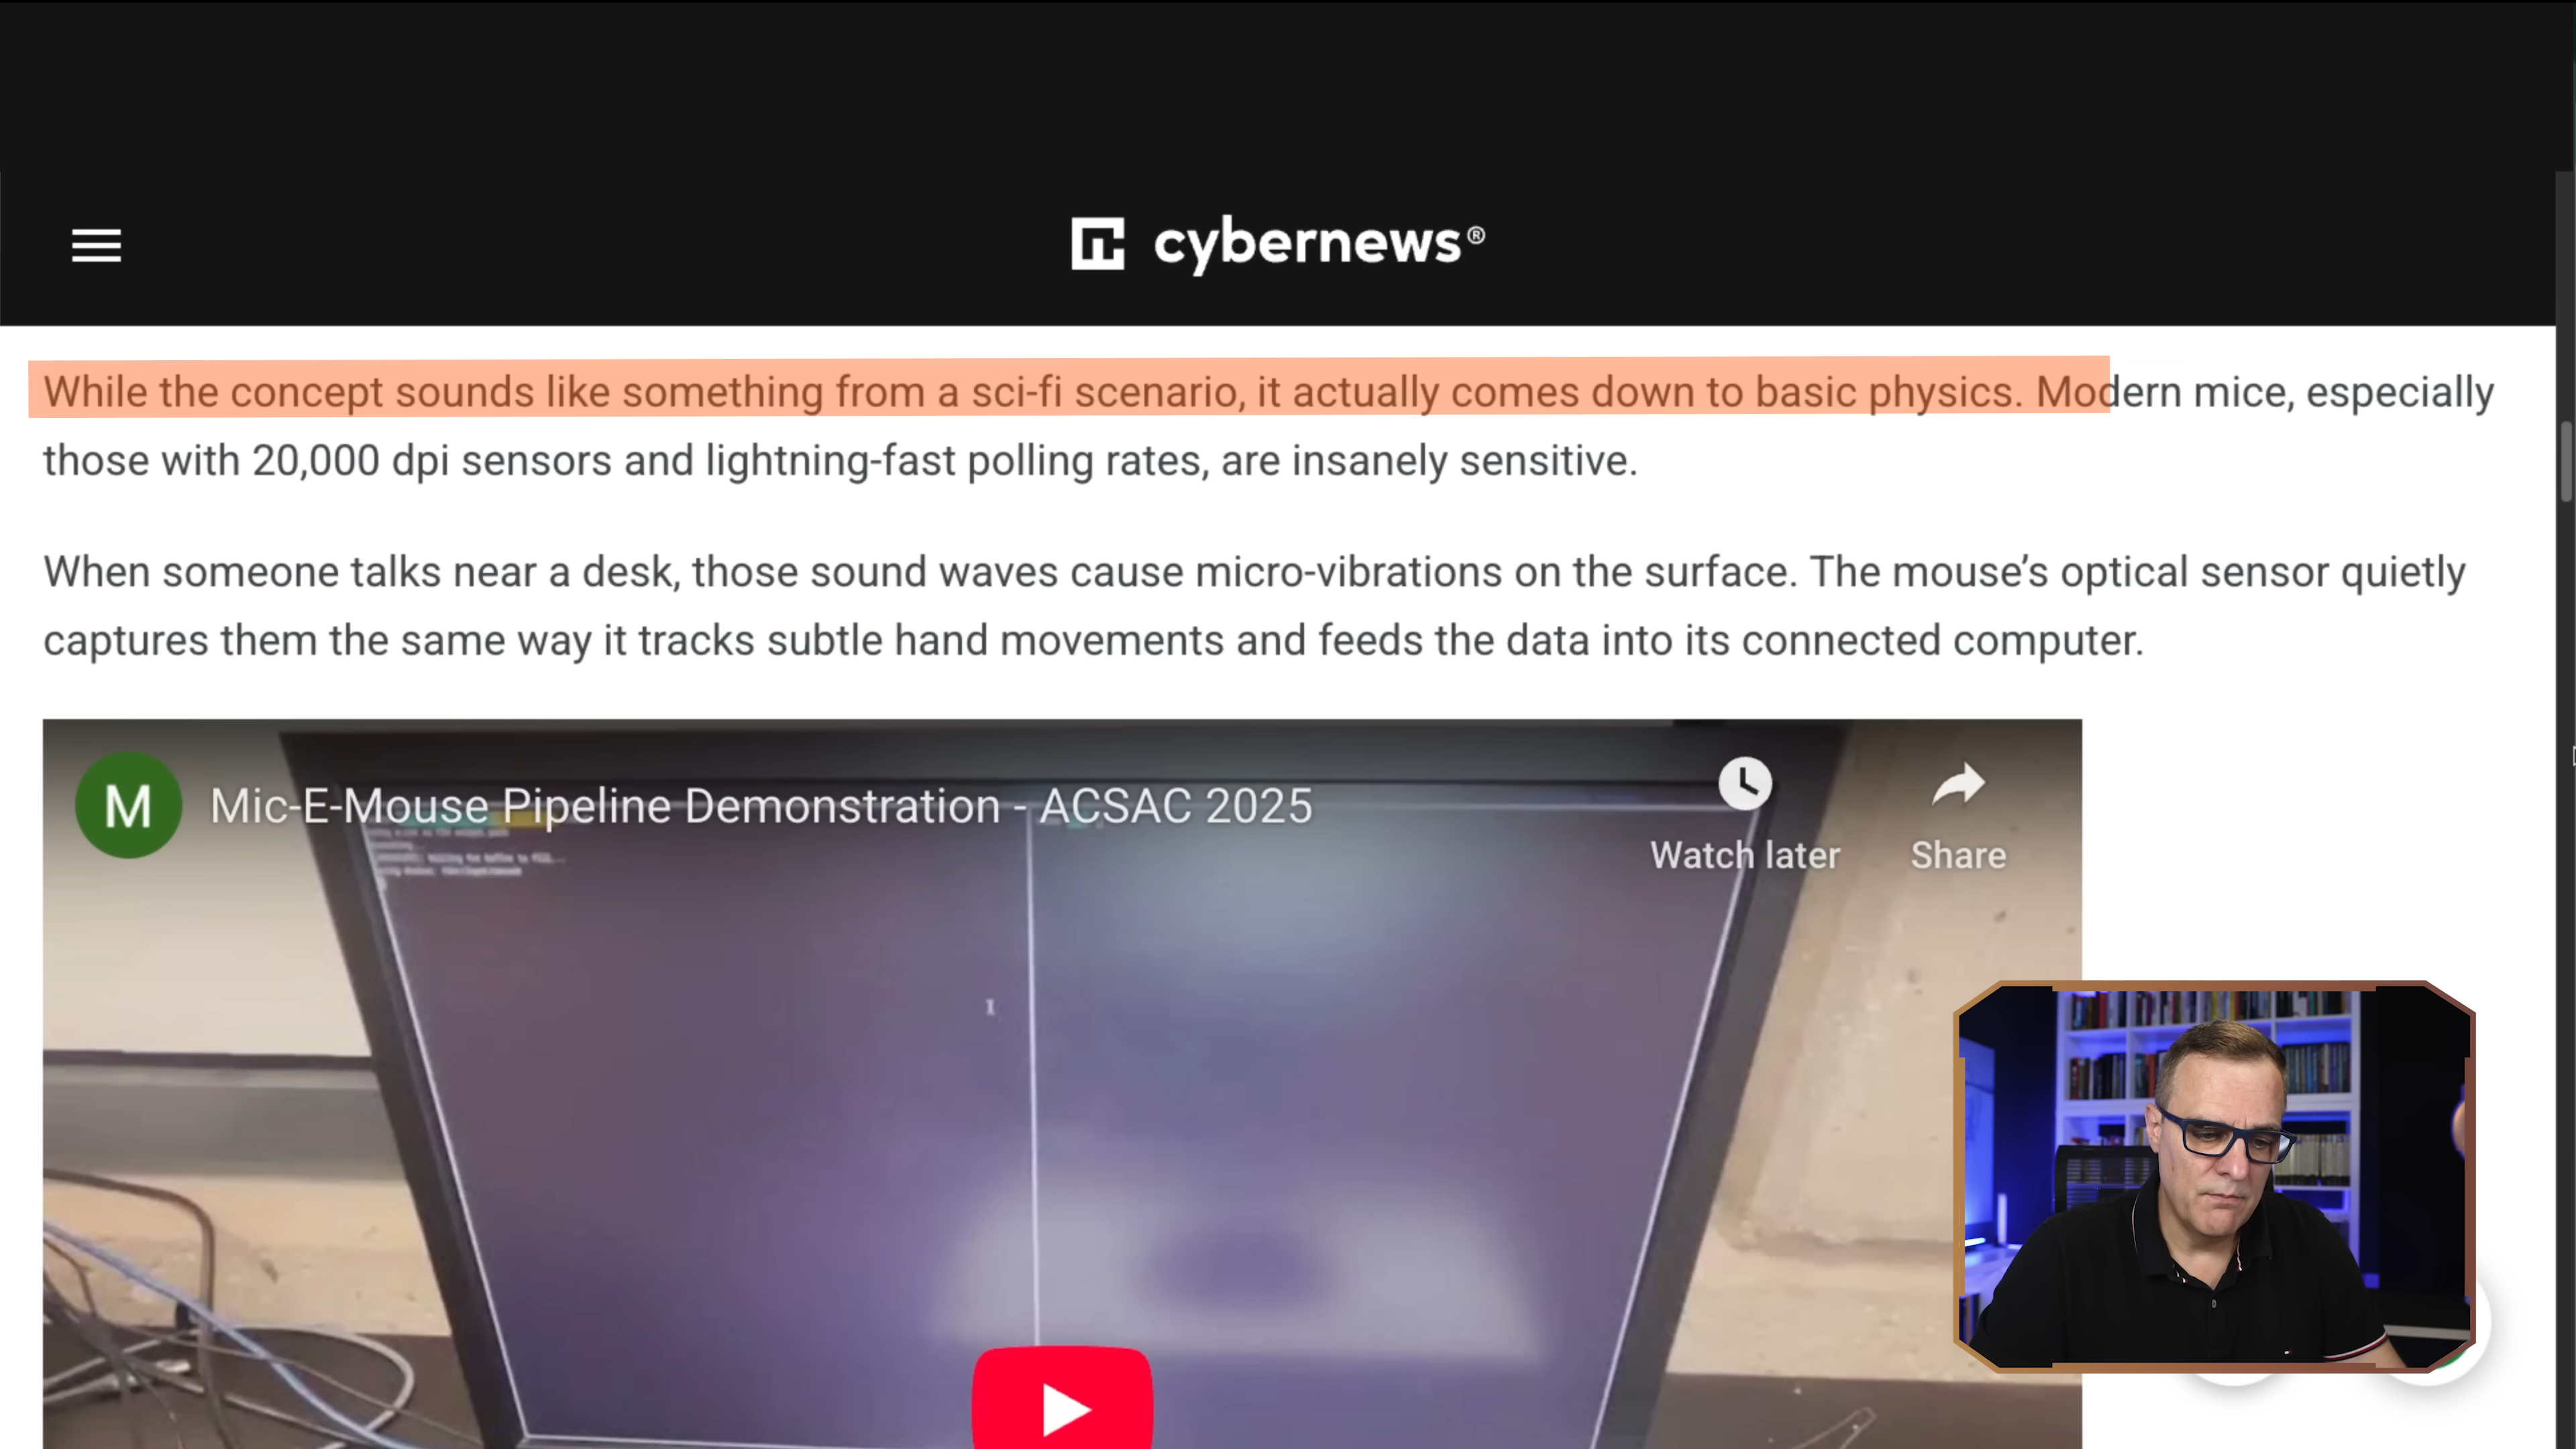 cybernews®
While the concept sounds like something from a sci-fi scenario, it actually comes down to basic physics. Modern mice, especially
those with 20,000 dpi sensors and lightning-fast polling rates, are insanely sensitive.
When someone talks near a desk, those sound waves cause micro-vibrations on the surface. The mouse’s optical sensor quietly
captures them the same way it tracks subtle hand movements and feeds the data into its connected computer.
M
Mic-E-Mouse Pipeline Demonstration - ACSAC 2025
Watch later
Share